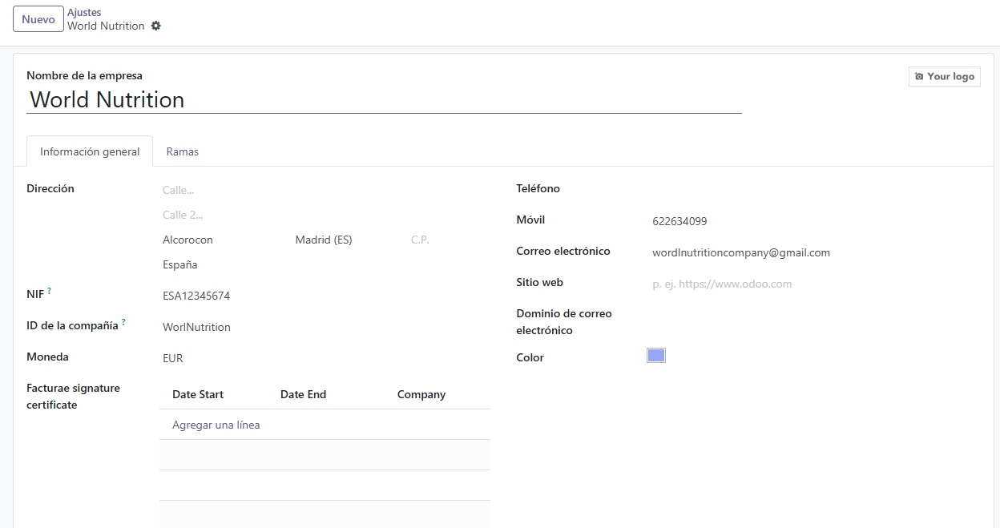 Nuevo
Ajustes
World Nutrition
Nombre de la empresa
Your logo
World Nutrition
Información general
Ramas
Dirección
Calle...
Calle 2...
Alcorocon Madrid (ES) C.P.
España
NIF ? ESA12345674
ID de la compañía ? WorlNutrition
Moneda EUR
Facturae signature
certificate
Date Start Date End Company
Agregar una línea
Teléfono
Móvil 622634099
Correo electrónico wordlnutritioncompany@gmail.com
Sitio web p. ej. https://www.odoo.com
Dominio de correo
electrónico
Color